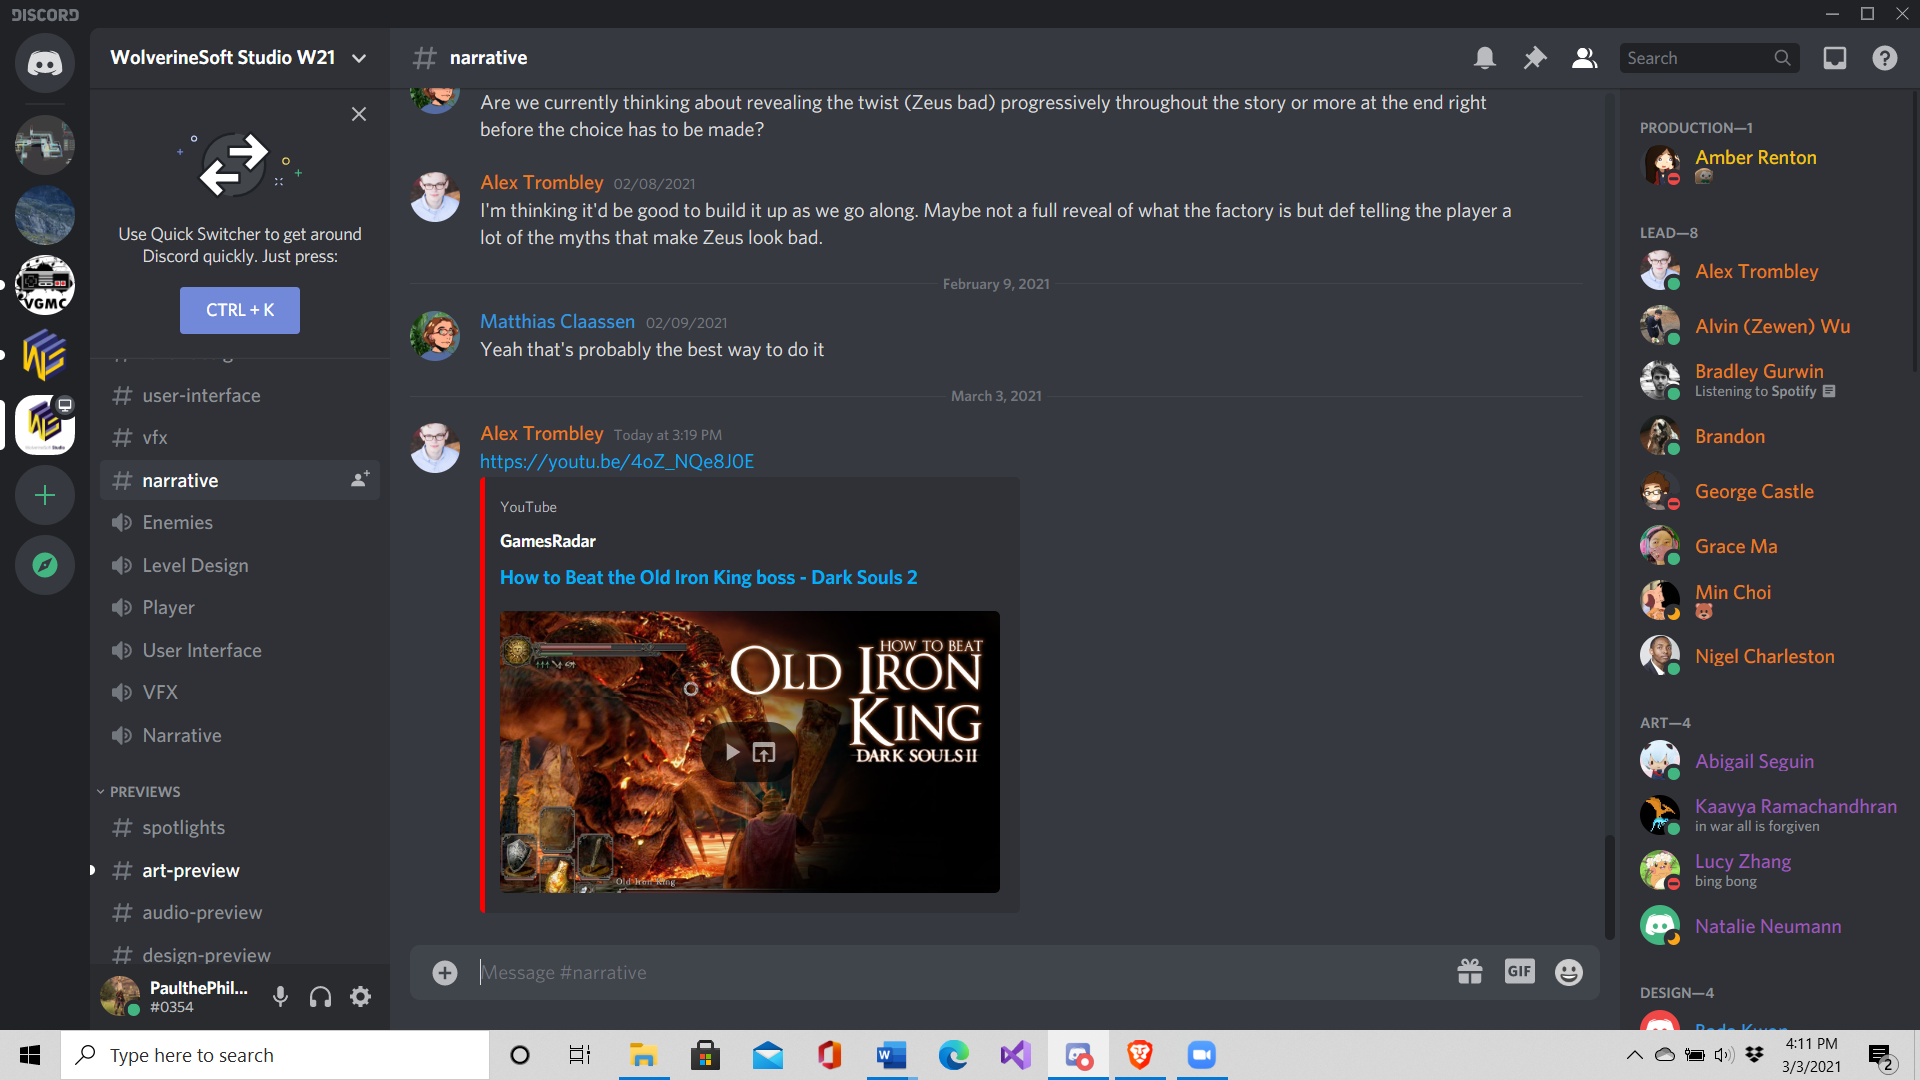 DISCORD
WolverineSoft Studio W21
narrative
Search
Use Quick Switcher to get around
Discord quickly. Just press:
CTRL + K
VGMC
user-interface
vfx
narrative
Enemies
Level Design
Player
User Interface
VFX
Narrative
PREVIEWS
spotlights
art-preview
audio-preview
design-preview
PaulthePhil...
#0354
Are we currently thinking about revealing the twist (Zeus bad) progressively throughout the story or more at the end right
before the choice has to be made?
Alex Trombley 02/08/2021
I'm thinking it'd be good to build it up as we go along. Maybe not a full reveal of what the factory is but def telling the player a
lot of the myths that make Zeus look bad.
February 9, 2021
Matthias Claassen 02/09/2021
Yeah that's probably the best way to do it
March 3, 2021
Alex Trombley Today at 3:19 PM
https://youtu.be/4oZ_NQe8J0E
YouTube
GamesRadar
How to Beat the Old Iron King boss - Dark Souls 2
HOW TO BEAT
OLD IRON
KING
DARK SOULS II
Old Iron King
Message #narrative
GIF
PRODUCTION—1
Amber Renton
LEAD—8
Alex Trombley
Alvin (Zewen) Wu
Bradley Gurwin
Listening to Spotify
Brandon
George Castle
Grace Ma
Min Choi
Nigel Charleston
ART—4
Abigail Seguin
Kaavya Ramachandhran
in war all is forgiven
Lucy Zhang
bing bong
Natalie Neumann
DESIGN—4
Type here to search
4:11 PM
3/3/2021
2